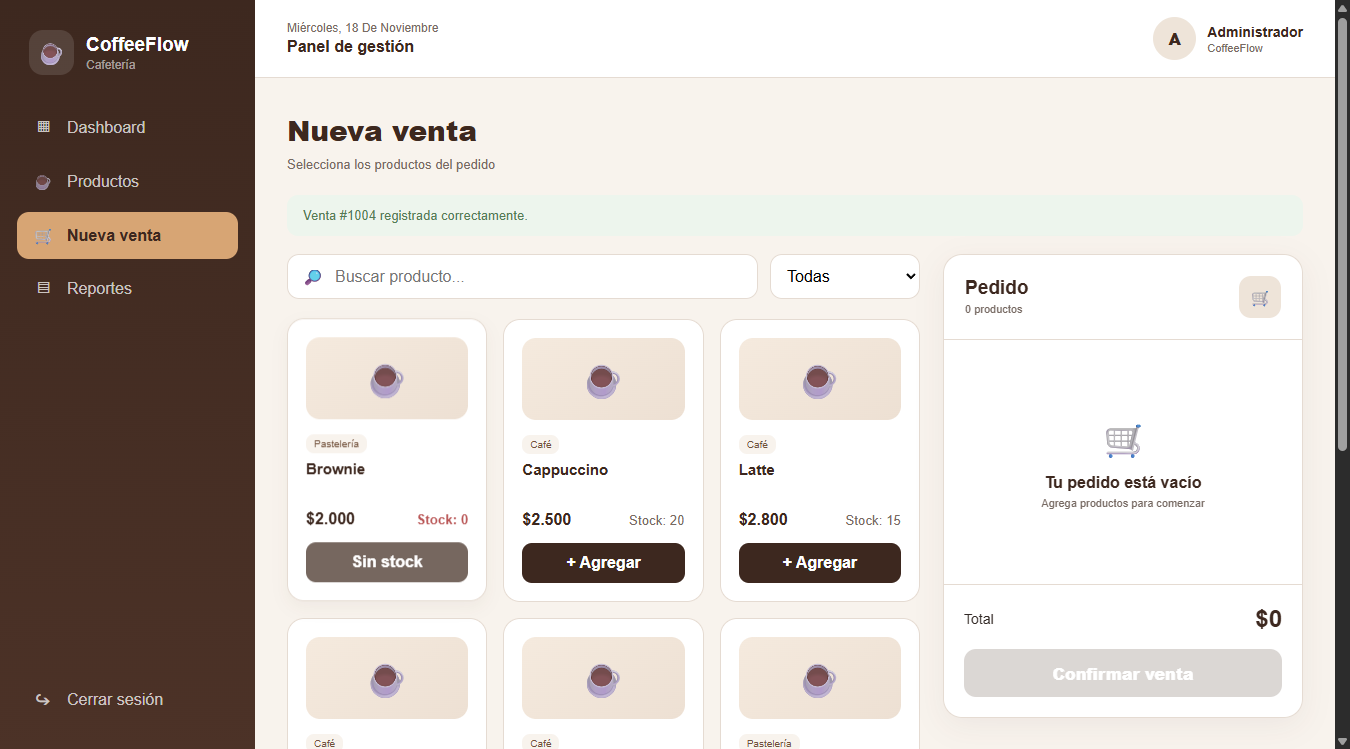 CoffeeFlow
Cafetería
Dashboard
Productos
Nueva venta
Reportes
Cerrar sesión
Miércoles, 18 De Noviembre
Panel de gestión
A
Administrador
CoffeeFlow
Nueva venta
Selecciona los productos del pedido
Venta #1004 registrada correctamente.
Buscar producto...
Todas
Pastelería
Brownie
$2.000 Stock: 0
Sin stock
Café
Cappuccino
$2.500 Stock: 20
+ Agregar
Café
Latte
$2.800 Stock: 15
+ Agregar
Café
Café
Pastelería
Pedido
0 productos
Tu pedido está vacío
Agrega productos para comenzar
Total $0
Confirmar venta